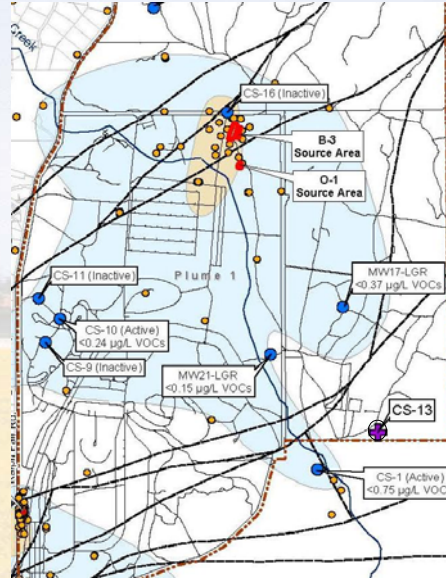 Creek
CS-16 (Inactive)
B-3
Source Area
O-1
Source Area
Plume 1
CS-11 (Inactive)
MW17-LGR
<0.37 µg/L VOCs
CS-10 (Active)
<0.24 µg/L VOCs
CS-9 (Inactive)
MW21-LGR
<0.15 µg/L VOCs
CS-13
CS-1 (Active)
<0.75 µg/L VOC